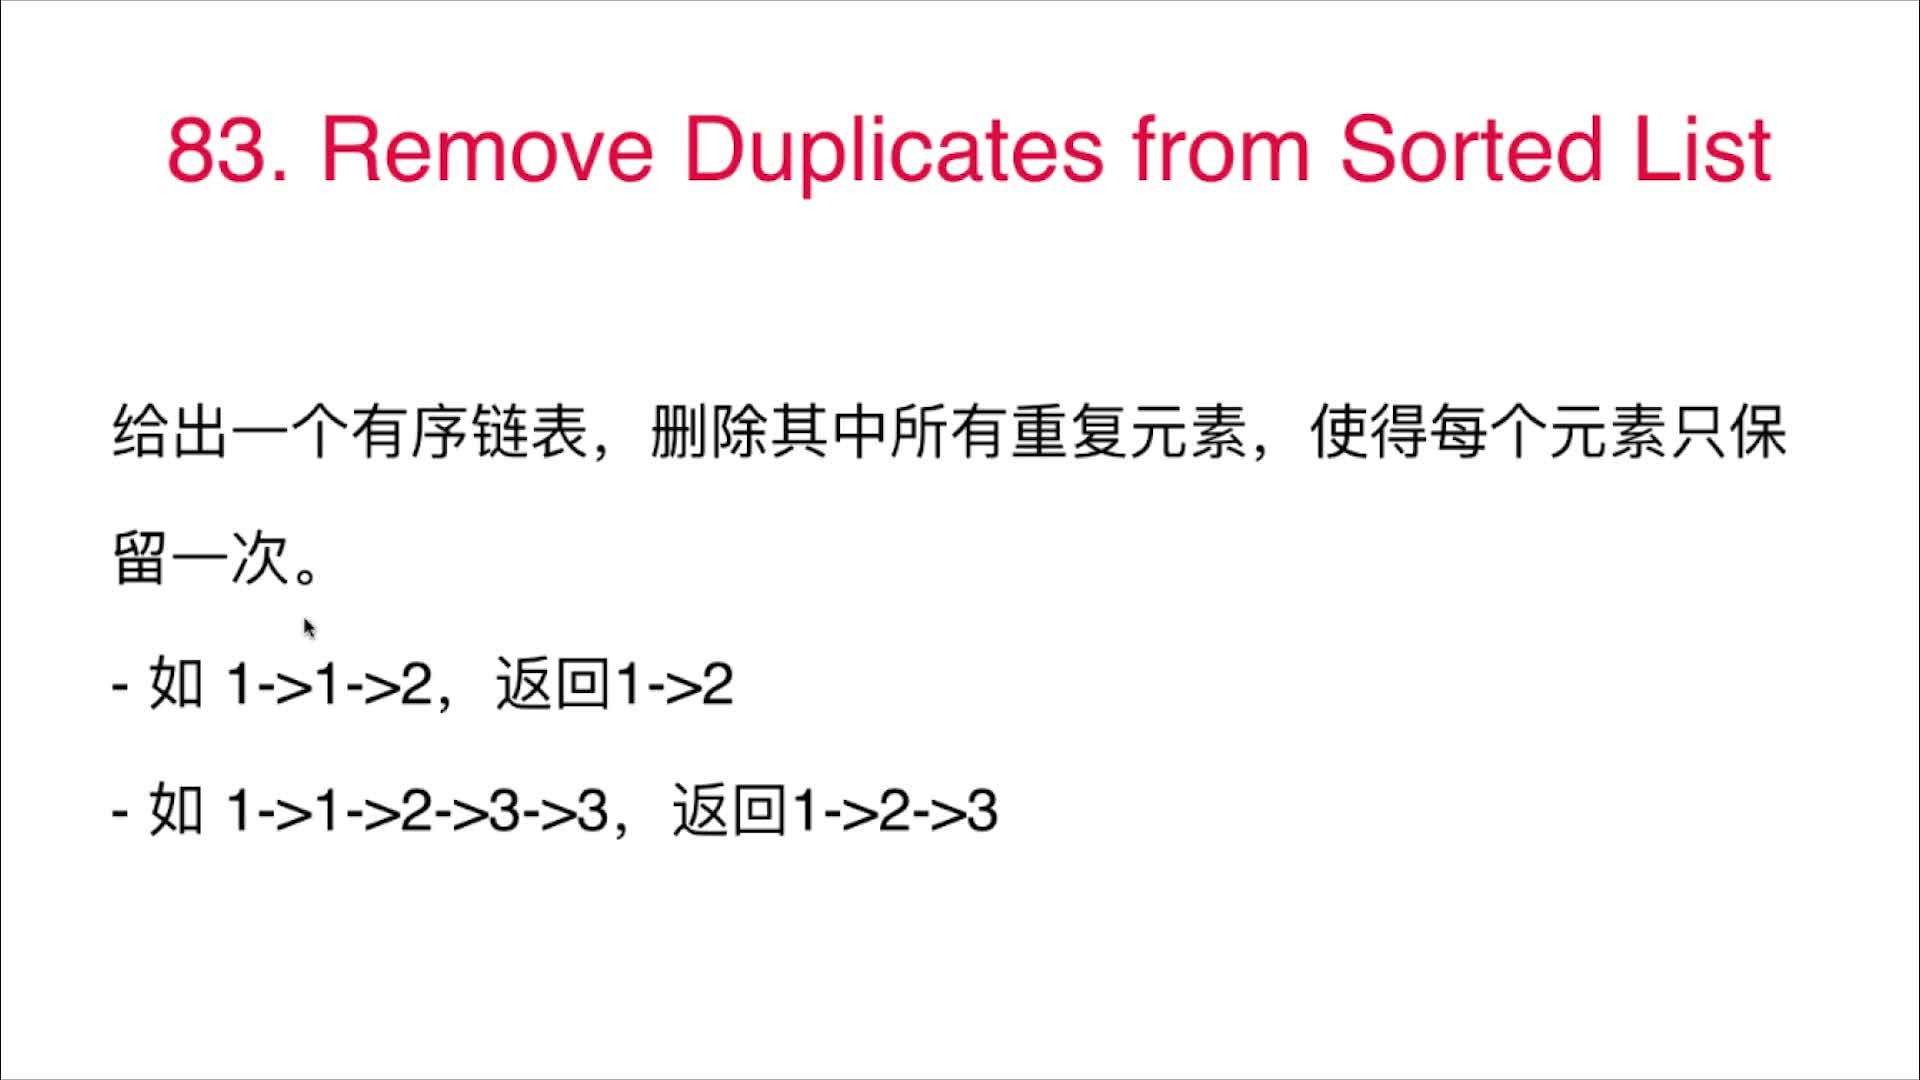 83. Remove Duplicates from Sorted List
给出一个有序链表，删除其中所有重复元素，使得每个元素只保
留一次。
- 如 1->1->2，返回1->2
- 如 1->1->2->3->3，返回1->2->3